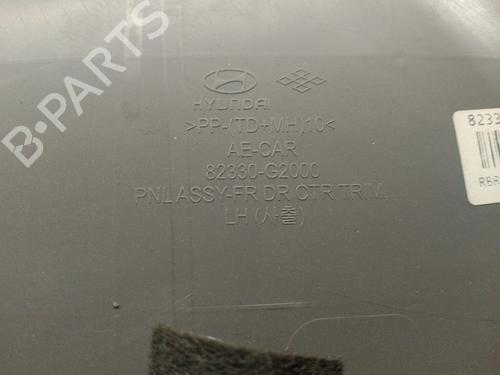 B-PARTS
HYUNDAI
>PP-(TD+MH)10<
AE-CAR
82330-G2000
PNL ASSY-FR DR CTR TRIM
LH (사출)
8233